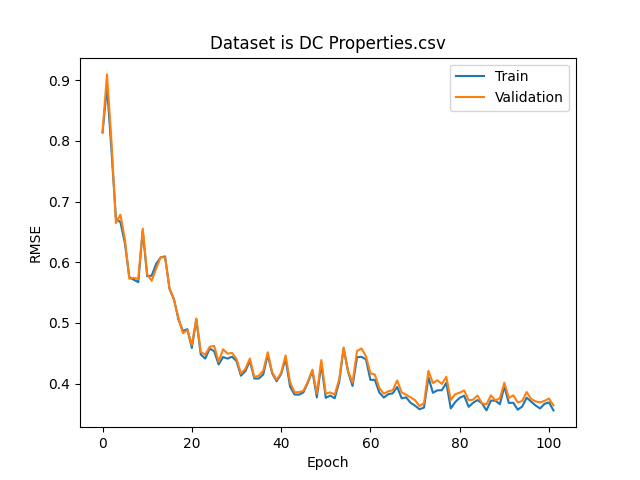 Dataset is DC Properties.csv
Train
Validation
RMSE
0.9
0.8
0.7
0.6
0.5
0.4
0 20 40 60 80 100
Epoch